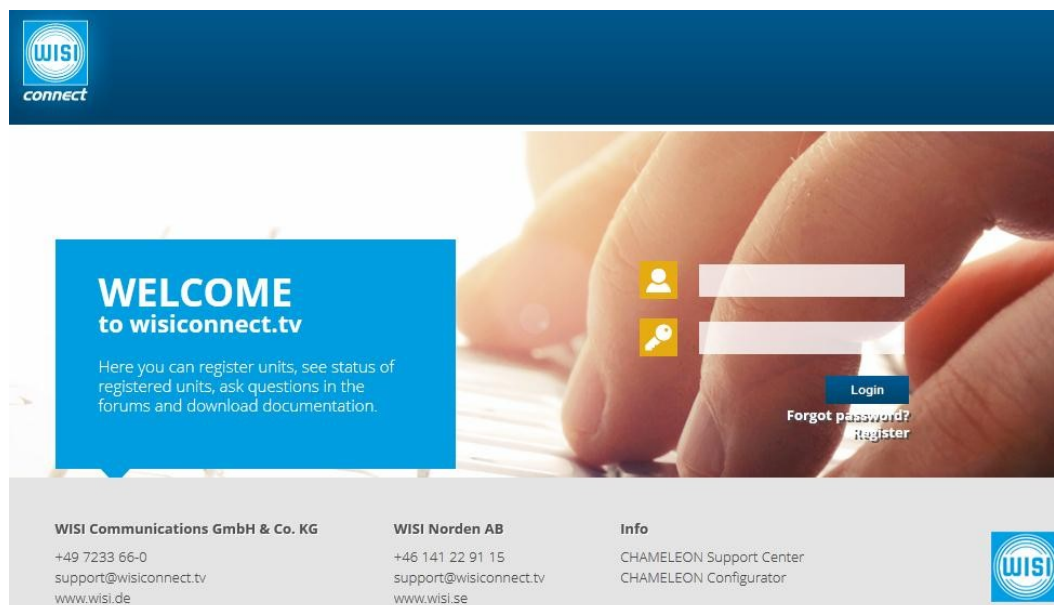 WISI
connect
WELCOME
to wisiconnect.tv
Here you can register units, see status of
registered units, ask questions in the
forums and download documentation.
Login
Forgot password?
Register
WISI Communications GmbH & Co. KG
+49 7233 66-0
support@wisiconnect.tv
www.wisi.de
WISI Norden AB
+46 141 22 91 15
support@wisiconnect.tv
www.wisi.se
Info
CHAMELEON Support Center
CHAMELEON Configurator
WISI